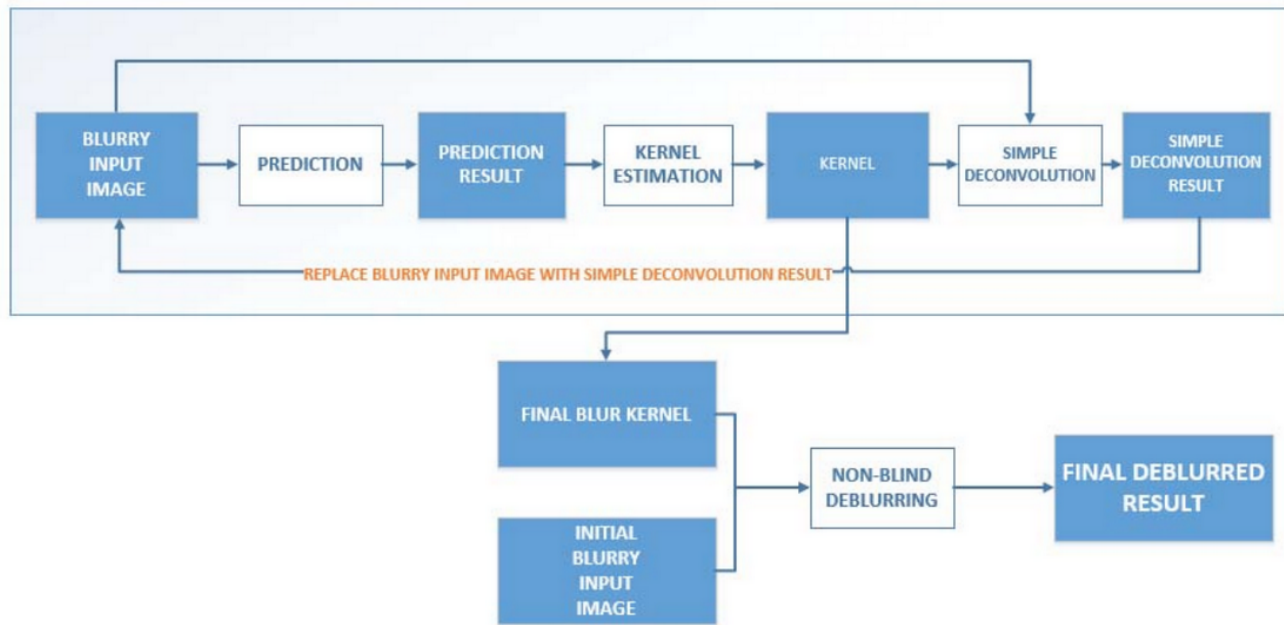 BLURRY
INPUT
IMAGE
PREDICTION
PREDICTION
RESULT
KERNEL
ESTIMATION
KERNEL
SIMPLE
DECONVOLUTION
SIMPLE
DECONVOLUTION
RESULT
REPLACE BLURRY INPUT IMAGE WITH SIMPLE DECONVOLUTION RESULT
FINAL BLUR KERNEL
INITIAL
BLURRY
INPUT
IMAGE
NON-BLIND
DEBLURRING
FINAL DEBLURRED
RESULT